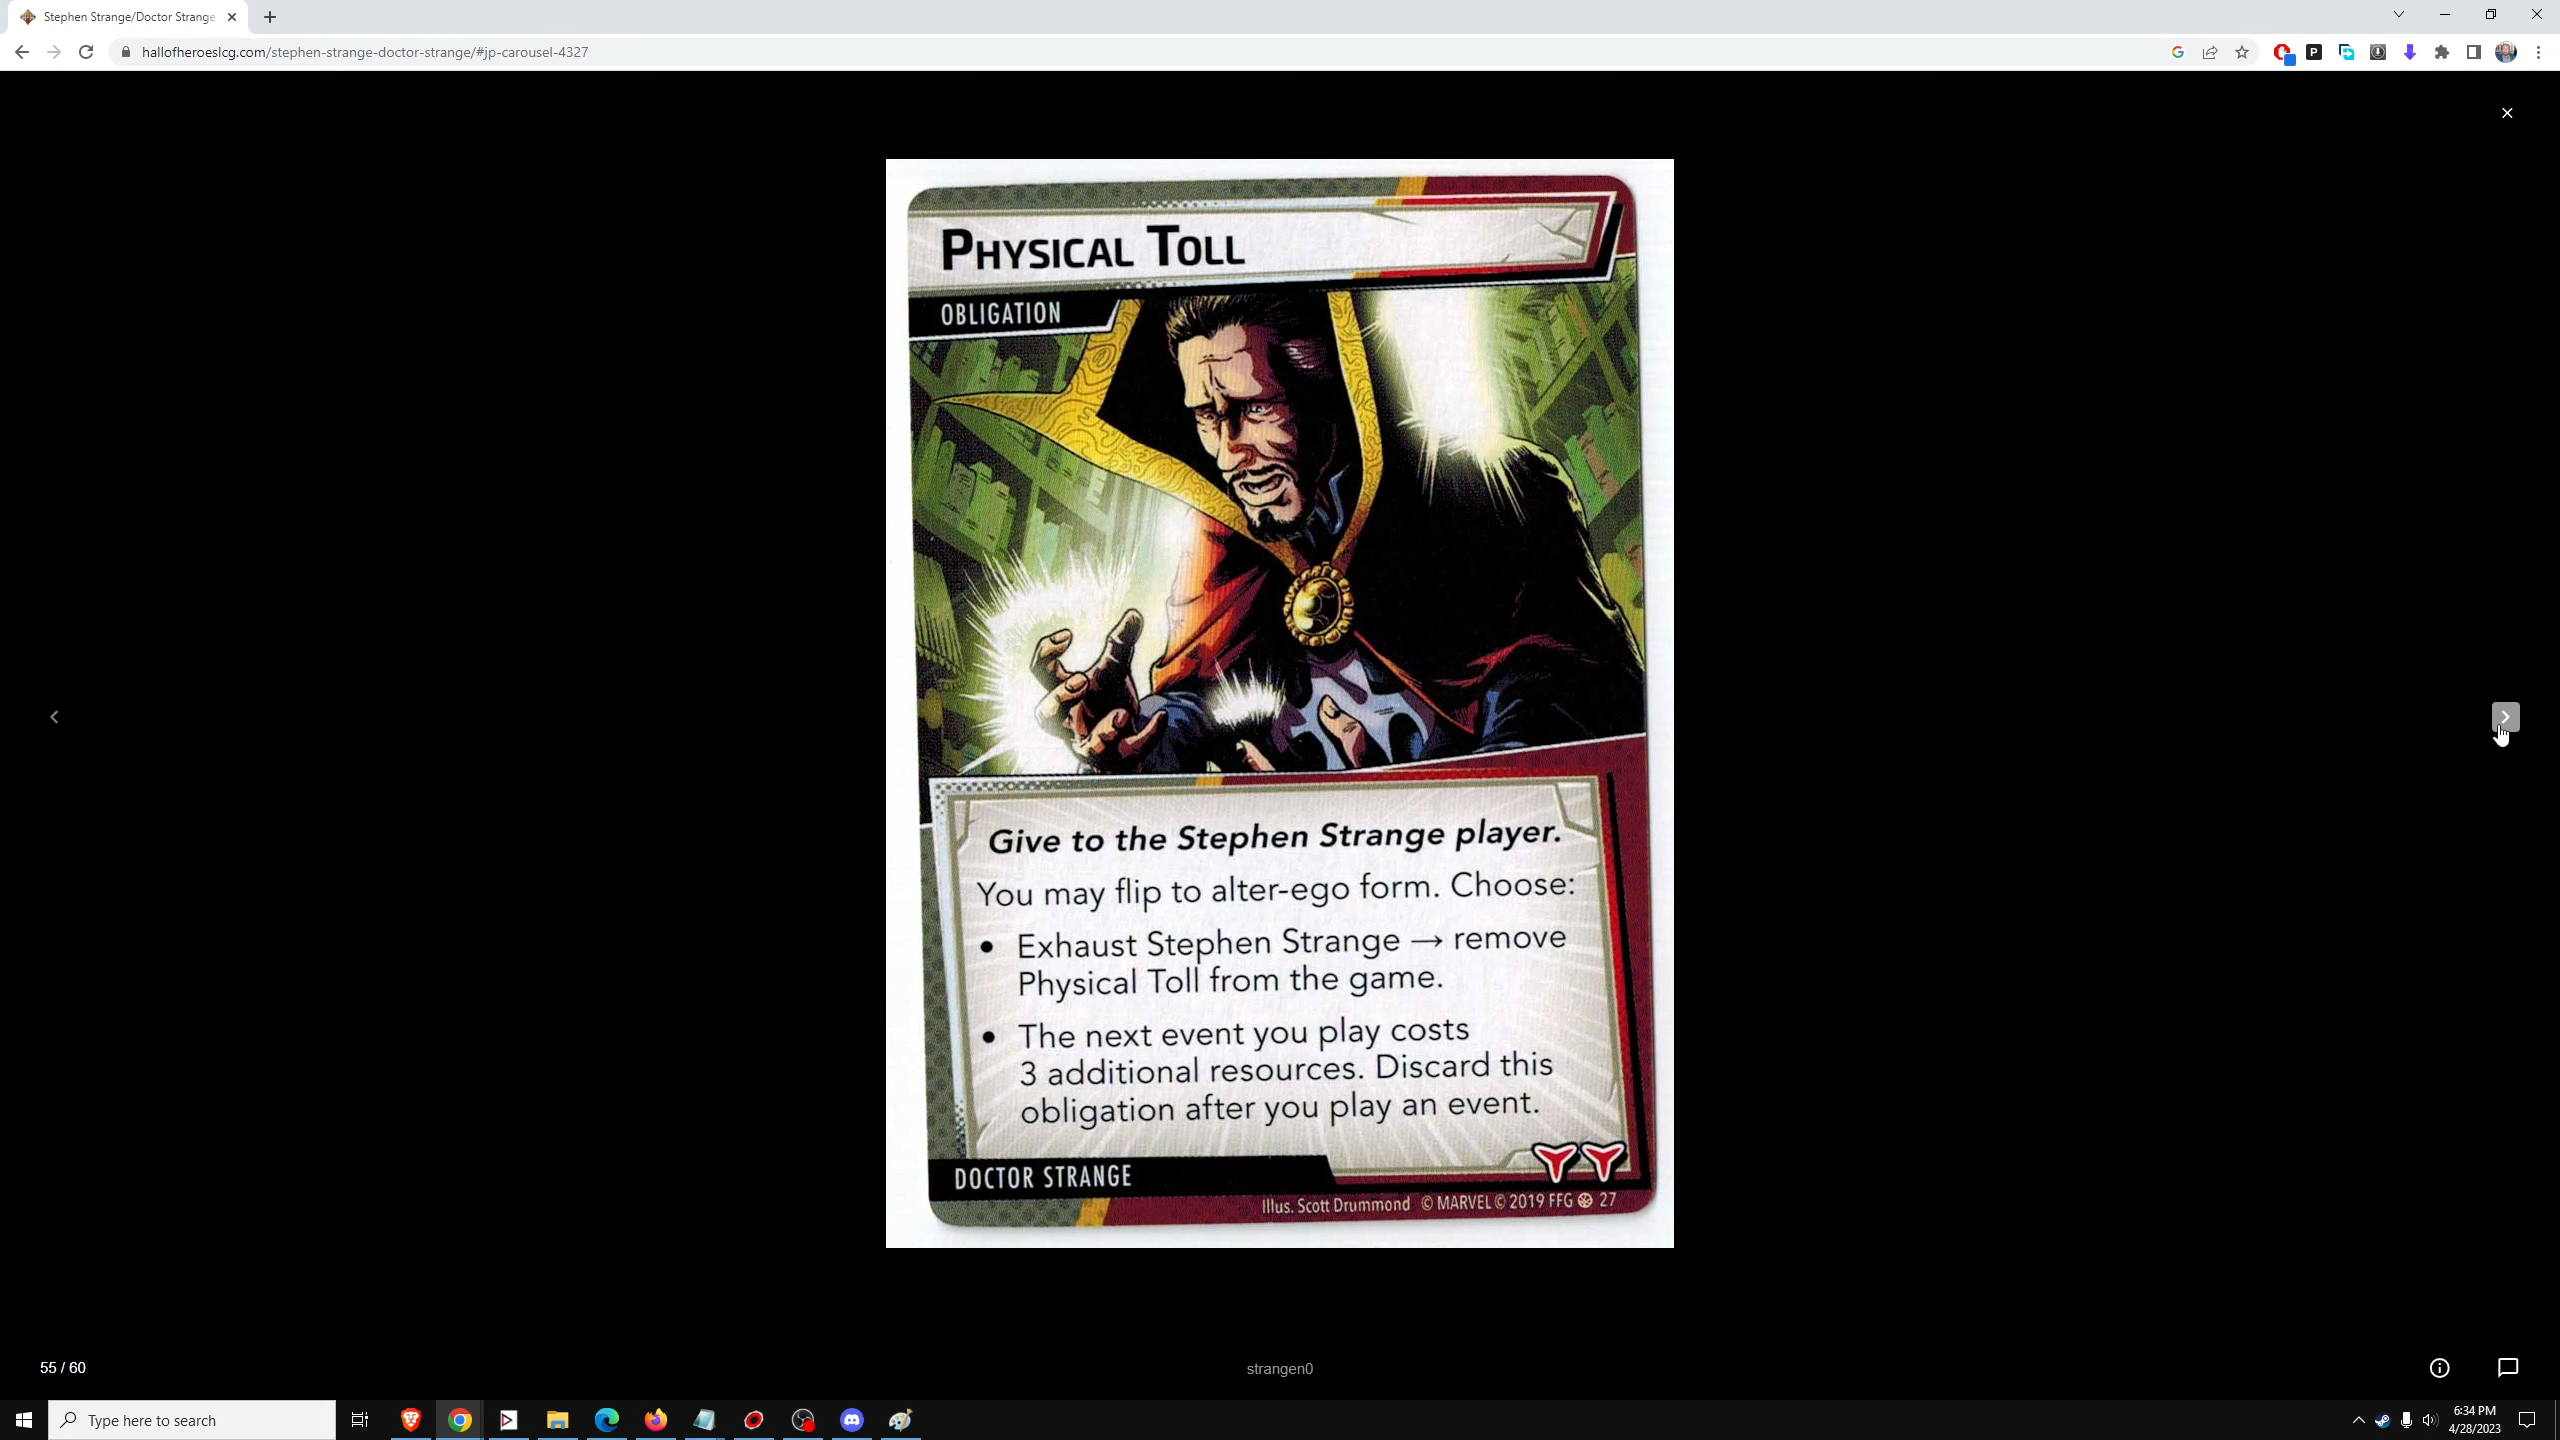 Stephen Strange/Doctor Strange
hallofheroeslcg.com/stephen-strange-doctor-strange/#jp-carousel-4327
PHYSICAL TOLL
OBLIGATION
Give to the Stephen Strange player.
You may flip to alter-ego form. Choose:
• Exhaust Stephen Strange → remove
Physical Toll from the game.
• The next event you play costs
3 additional resources. Discard this
obligation after you play an event.
DOCTOR STRANGE
Illus. Scott Drummond © MARVEL © 2019 FFG 27
55 / 60
strangen0
Type here to search
6:34 PM
4/28/2023